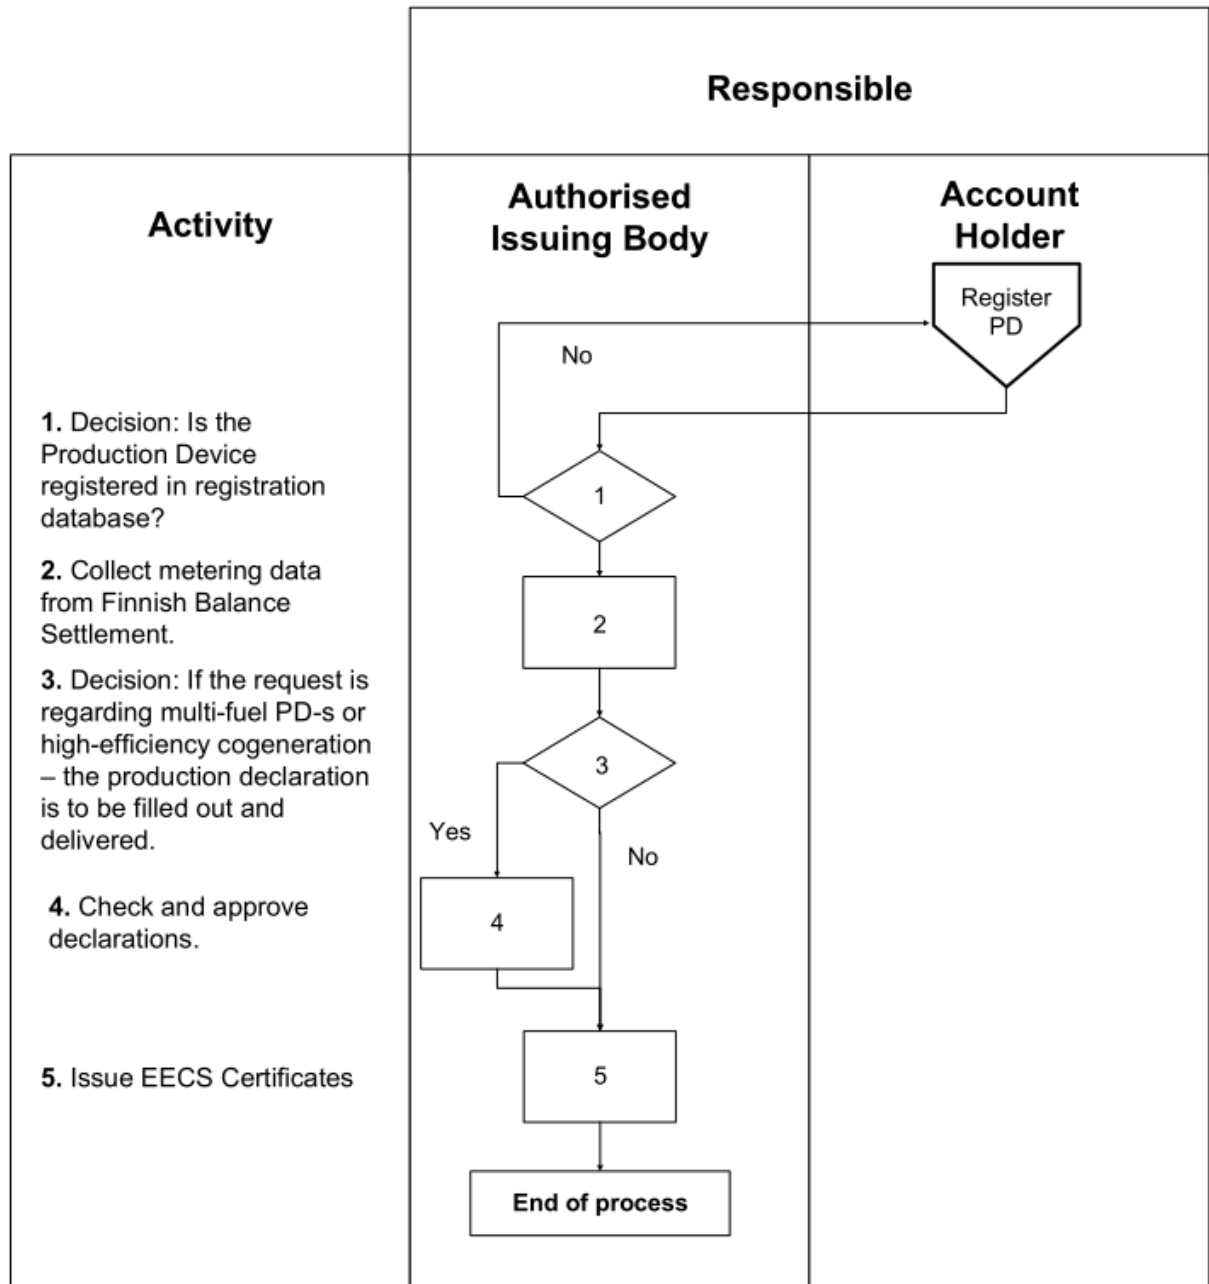 Responsible
Activity
Authorised
Issuing Body
Account
Holder
Register
PD
No
1. Decision: Is the
Production Device
registered in registration
database?
1
2. Collect metering data
from Finnish Balance
Settlement.
2
3. Decision: If the request is
regarding multi-fuel PD-s or
high-efficiency cogeneration
– the production declaration
is to be filled out and
delivered.
3
Yes
No
4. Check and approve
declarations.
4
5. Issue EECS Certificates
5
End of process